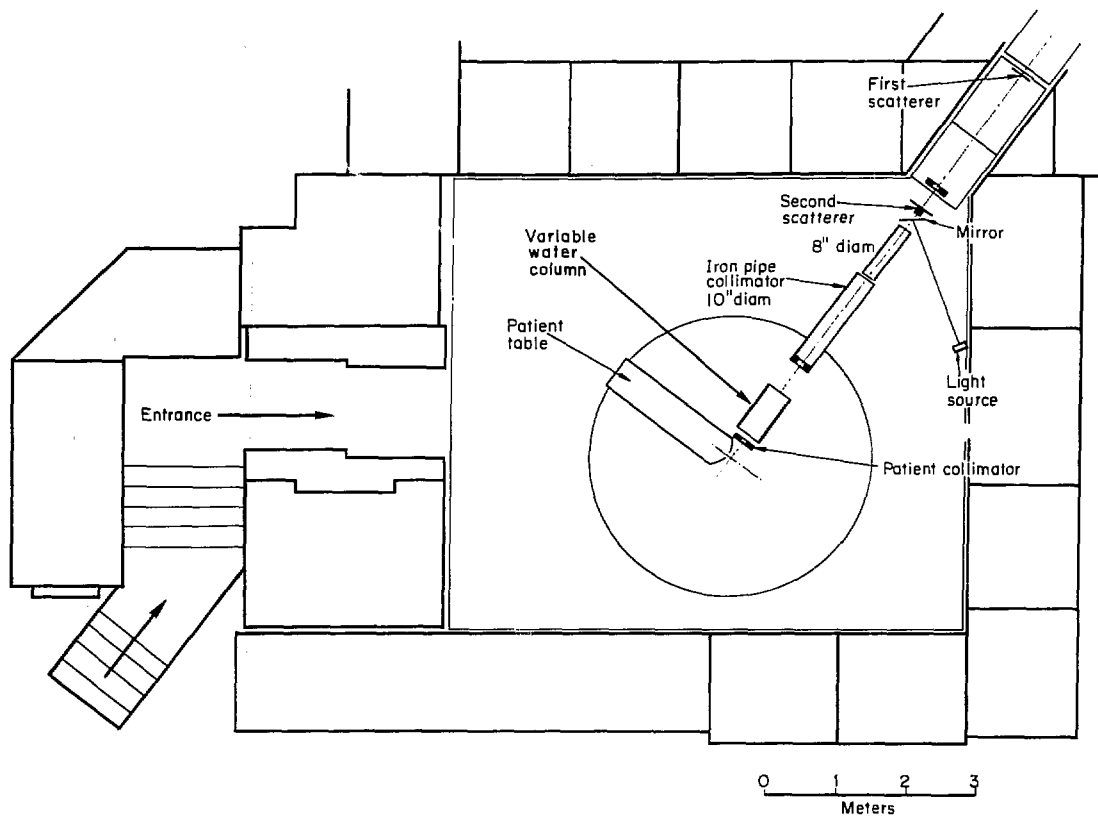 First
scatterer
Second
scatterer
Mirror
8" diam
Variable
water
column
Iron pipe
collimator
10" diam
Patient
table
Light
source
Entrance
Patient collimator
0 1 2 3
Meters